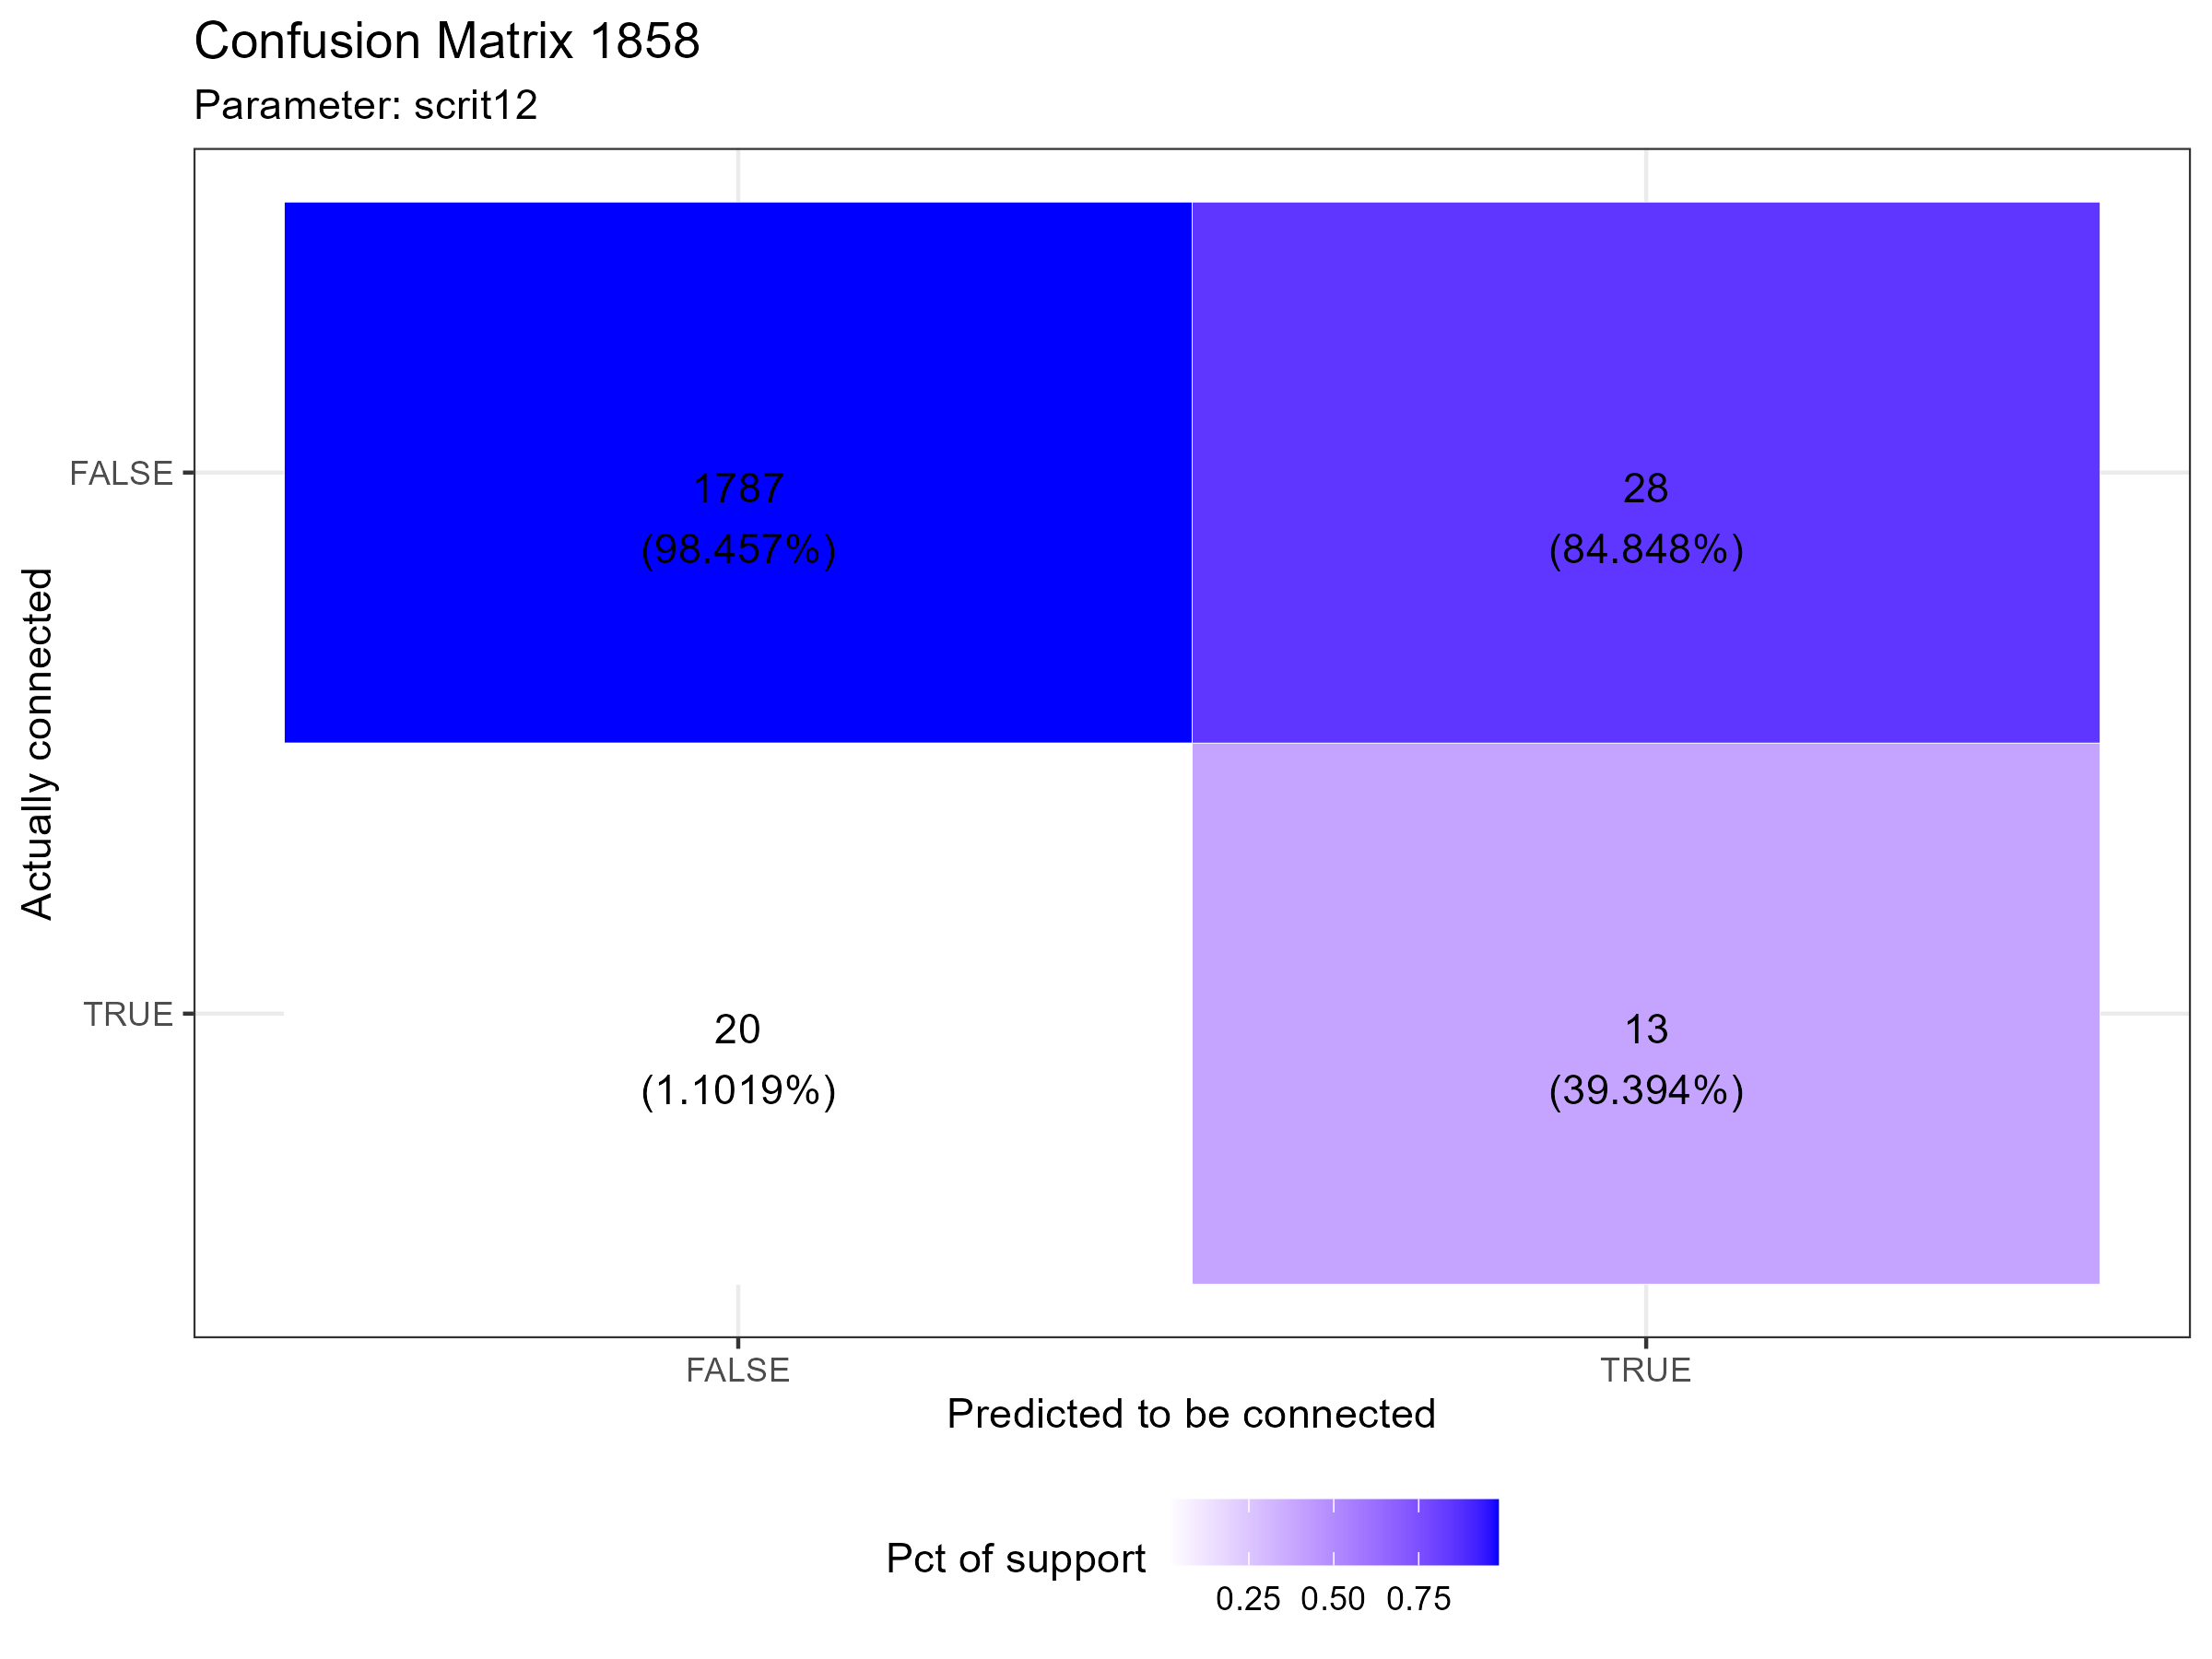 Confusion Matrix 1858
Parameter: scrit12
Actually connected
FALSE
1787
(98.457%)
28
(84.848%)
TRUE
20
(1.1019%)
13
(39.394%)
FALSE
TRUE
Predicted to be connected
Pct of support
0.25 0.50 0.75